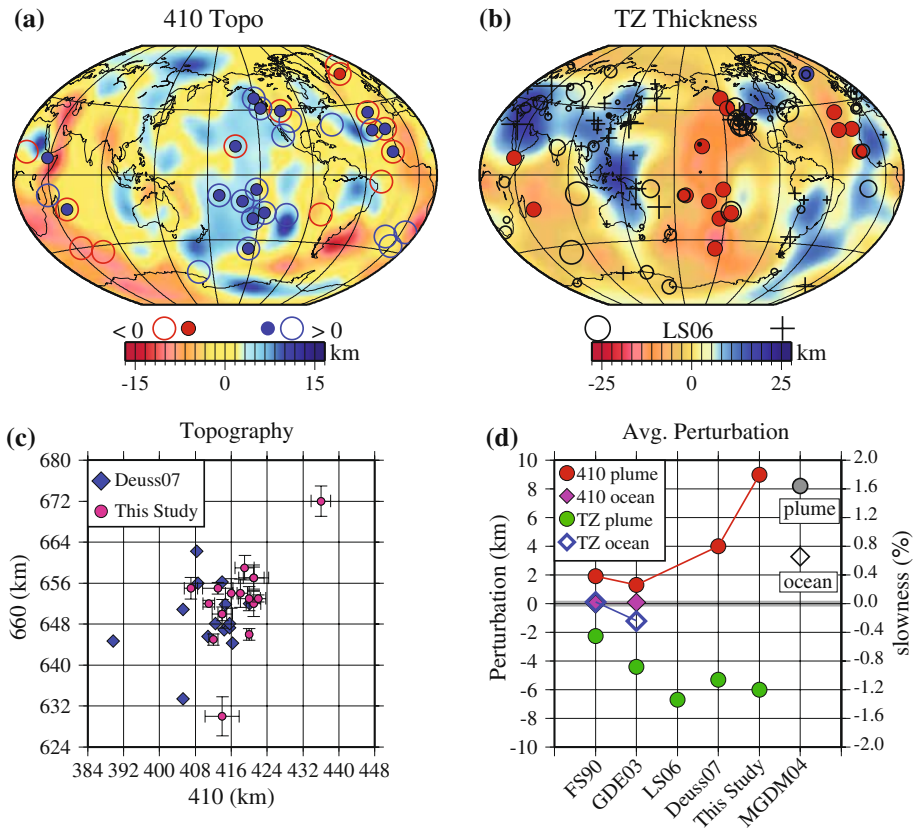 (a) 410 Topo
< 0 > 0
km
-15 0 15
(b) TZ Thickness
LS06
km
-25 0 25
(c) Topography
Deuss07
This Study
680
672
664
656
648
640
632
624
660 (km)
384 392 400 408 416 424 432 440 448
410 (km)
(d) Avg. Perturbation
410 plume
410 ocean
TZ plume
TZ ocean
plume
ocean
10
8
6
4
2
0
-2
-4
-6
-8
-10
Perturbation (km)
2.0
1.6
1.2
0.8
0.4
0.0
-0.4
-0.8
-1.2
-1.6
-2.0
slowness (%)
FS90
GDE03
LS06
Deuss07
This Study
MGDM04